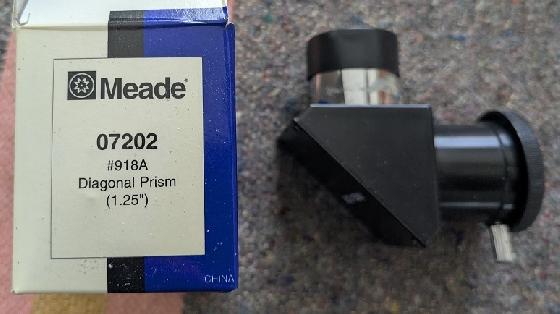 Meade®
07202
#918A
Diagonal Prism
(1.25")
CHINA